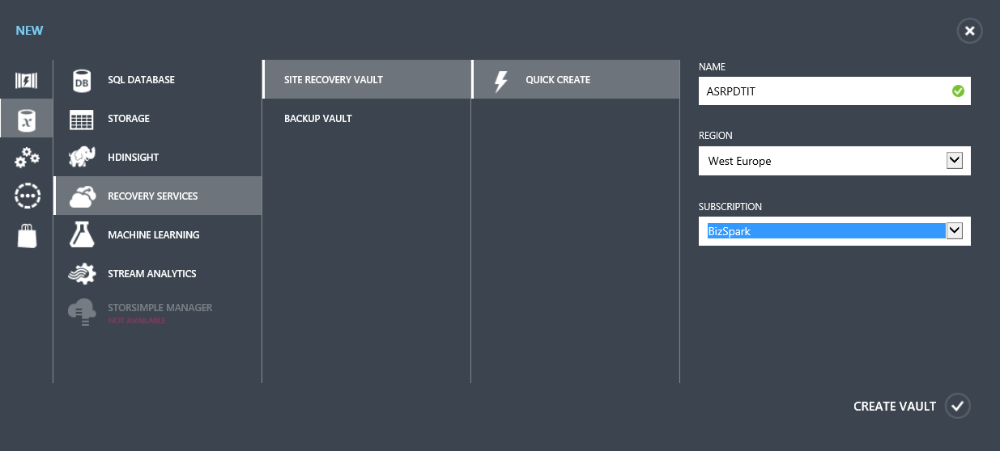 NEW
DB
SQL DATABASE
STORAGE
HDINSIGHT
RECOVERY SERVICES
MACHINE LEARNING
STREAM ANALYTICS
STORSIMPLE MANAGER
NOT AVAILABLE
SITE RECOVERY VAULT
BACKUP VAULT
QUICK CREATE
NAME
ASRPDTIT
REGION
West Europe
SUBSCRIPTION
BizSpark
CREATE VAULT